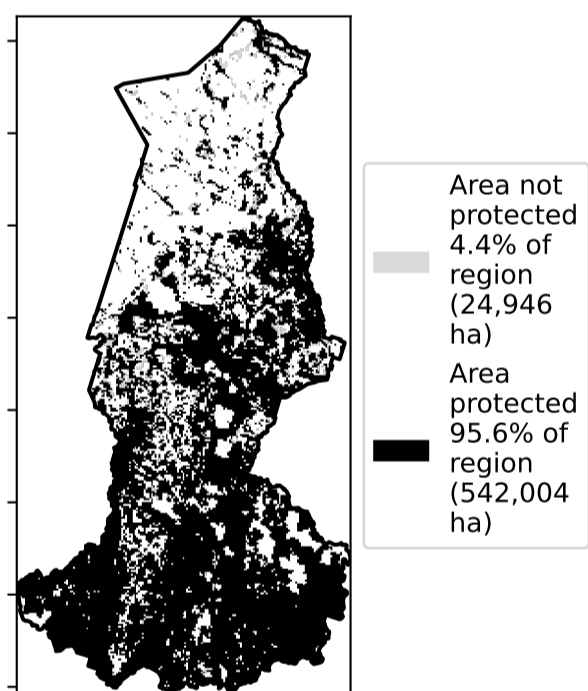 Area not
protected
4.4% of
region
(24,946
ha)
Area
protected
95.6% of
region
(542,004
ha)